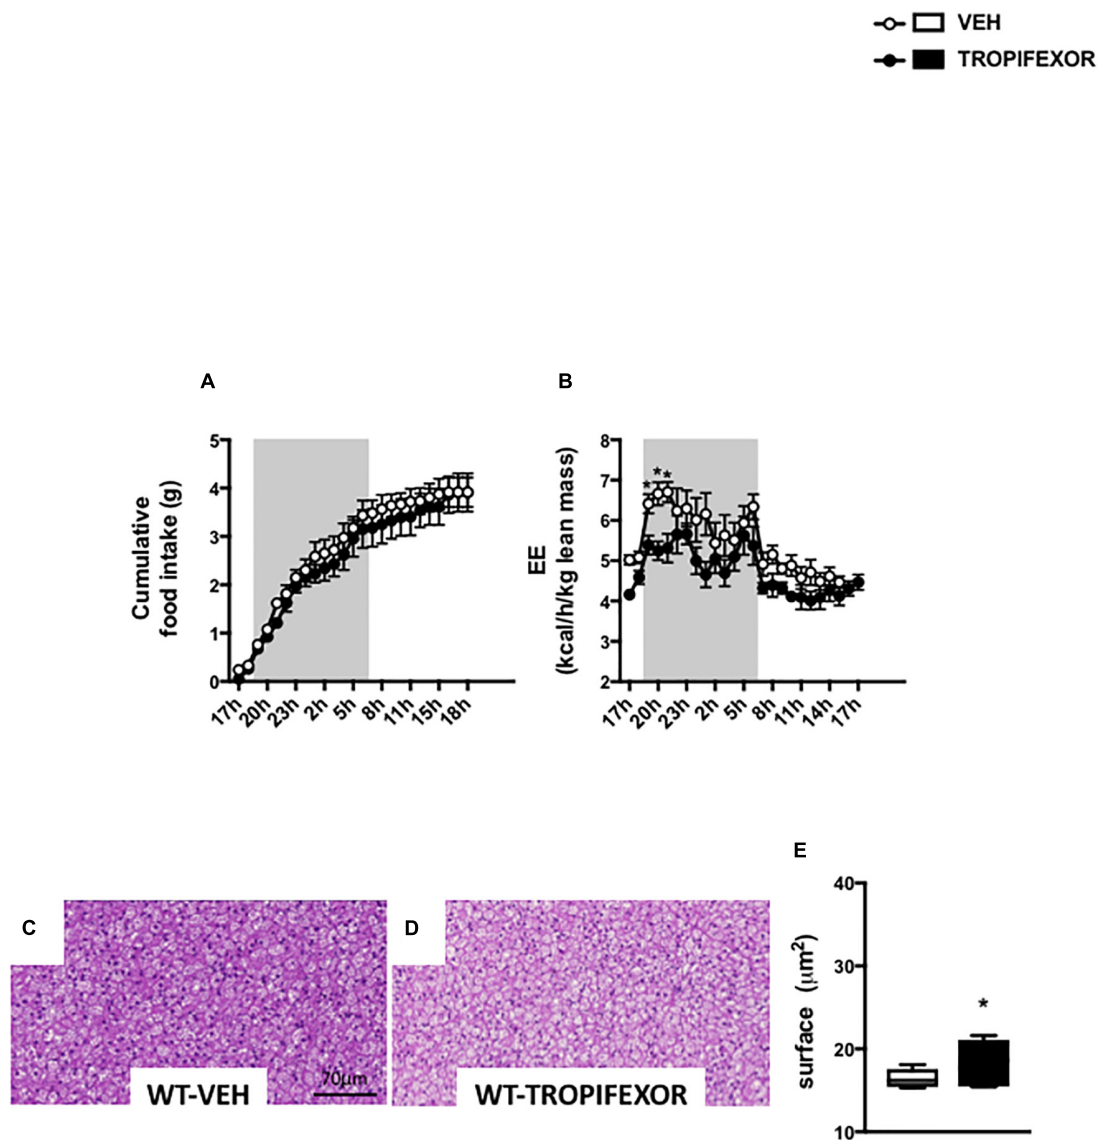 VEH
TROPIFEXOR
A
B
Cumulative
food intake (g)
5
4
3
2
1
0
17h 20h 23h 2h 5h 8h 11h 15h 18h
EE
(kcal/h/kg lean mass)
8
7
6
5
4
3
2
* * *
17h 20h 23h 2h 5h 8h 11h 14h 17h
C
WT-VEH
70µm
D
WT-TROPIFEXOR
E
surface (µm²)
40
30
20
10
*